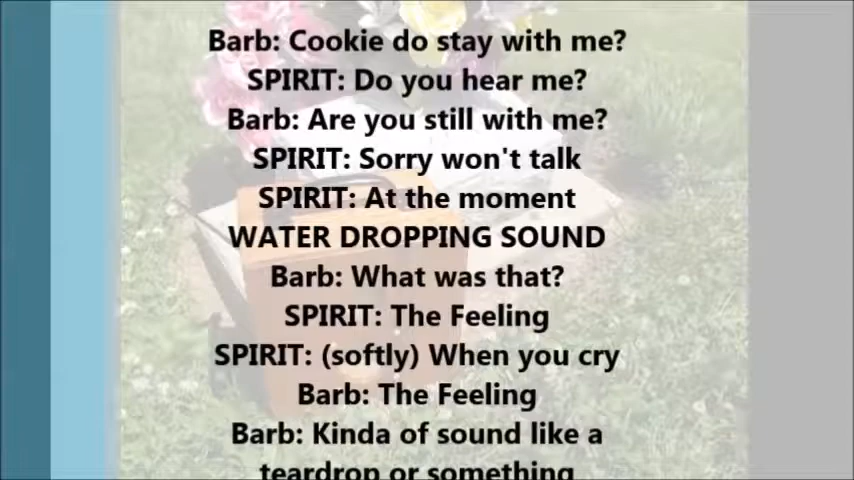 Barb: Cookie do stay with me?
SPIRIT: Do you hear me?
Barb: Are you still with me?
SPIRIT: Sorry won't talk
SPIRIT: At the moment
WATER DROPPING SOUND
Barb: What was that?
SPIRIT: The Feeling
SPIRIT: (softly) When you cry
Barb: The Feeling
Barb: Kinda of sound like a
teardrop or something